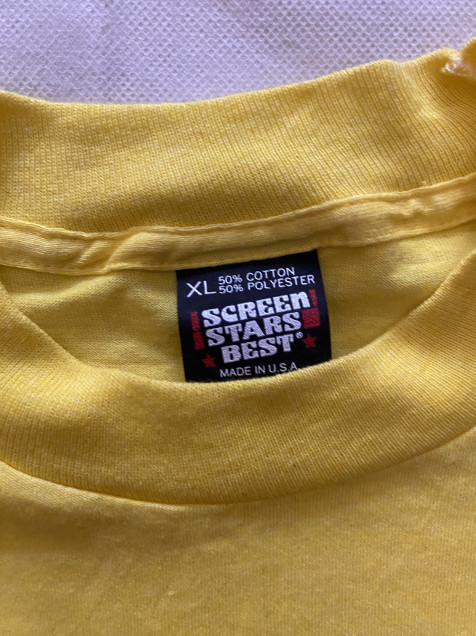 XL 50% COTTON
50% POLYESTER
SCREEN
STARS
BEST®
MADE IN U.S.A.